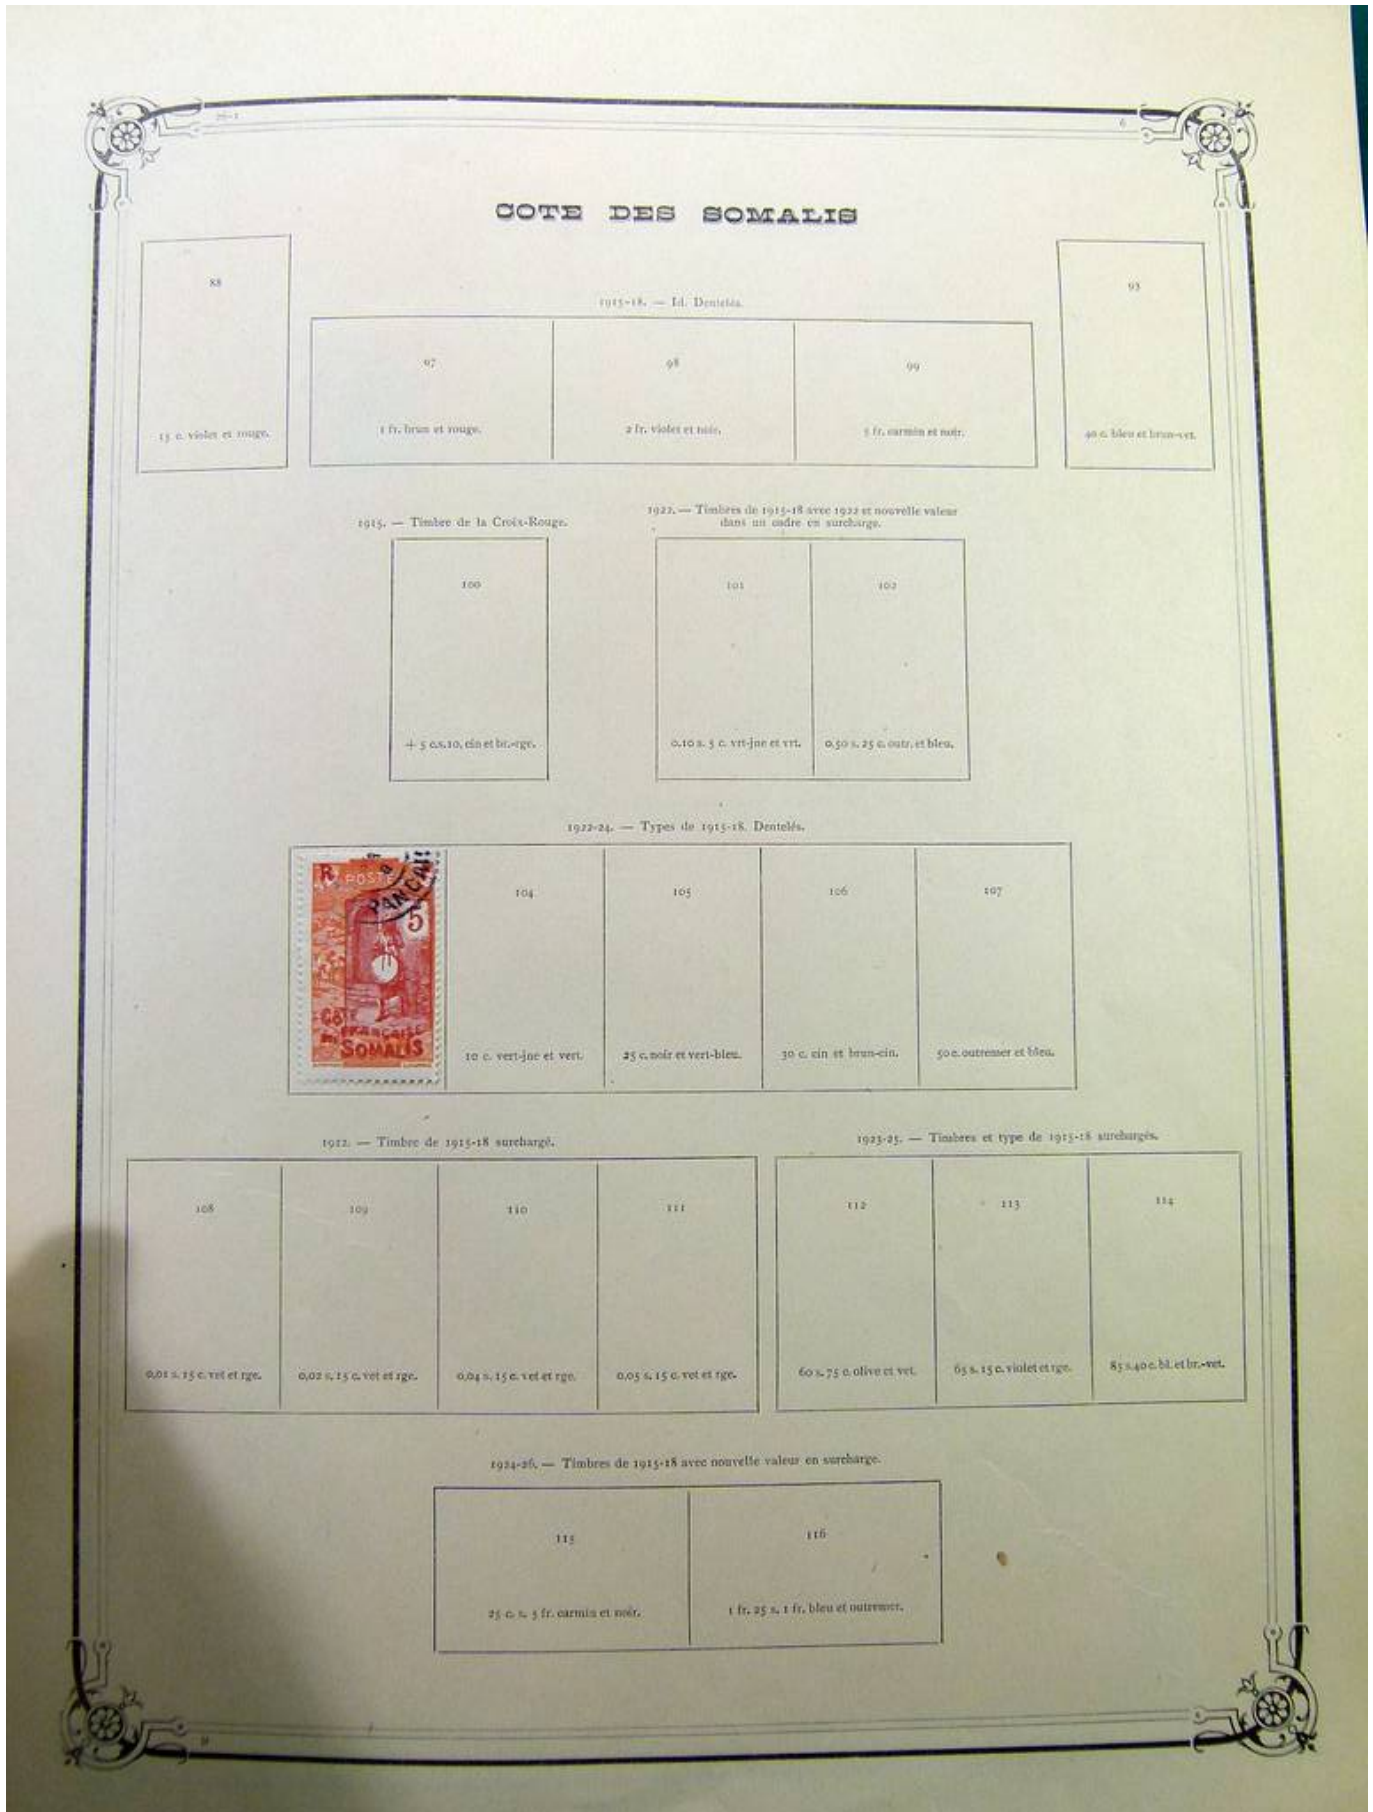 26-1
6
COTE DES SOMALIS
88
15 c. violet et rouge.
1915-18. — Id. Dentelés.
97
1 fr. brun et rouge.
98
2 fr. violet et noir.
99
5 fr. carmin et noir.
93
40 c. bleu et brun-vet.
1915. — Timbre de la Croix-Rouge.
100
+ 5 c.s.10, cin et br.-rge.
1922. — Timbres de 1915-18 avec 1922 et nouvelle valeur
dans un cadre en surcharge.
101
0.10 s. 5 c. vrt-jne et vrt.
102
0.50 s. 25 c. outr. et bleu.
1922-24. — Types de 1915-18. Dentelés.
R
POSTE
5
CÔTE
FRANÇAISE
DES SOMALIS
104
10 c. vert-jne et vert.
105
25 c. noir et vert-bleu.
106
30 c. cin et brun-cin.
107
50 c. outremer et bleu.
1912. — Timbre de 1915-18 surchargé.
108
0,01 s. 15 c. vet et rge.
109
0,02 s. 15 c. vet et rge.
110
0,04 s. 15 c. vet et rge.
111
0,05 s. 15 c. vet et rge.
1923-25. — Timbres et type de 1915-18 surchargés.
112
60 s. 75 c. olive et vet.
113
65 s. 15 c. violet et rge.
114
85 s. 40 c. bl. et br.-vet.
1924-26. — Timbres de 1915-18 avec nouvelle valeur en surcharge.
115
25 c. s. 5 fr. carmin et noir.
116
1 fr. 25 s. 1 fr. bleu et outremer.